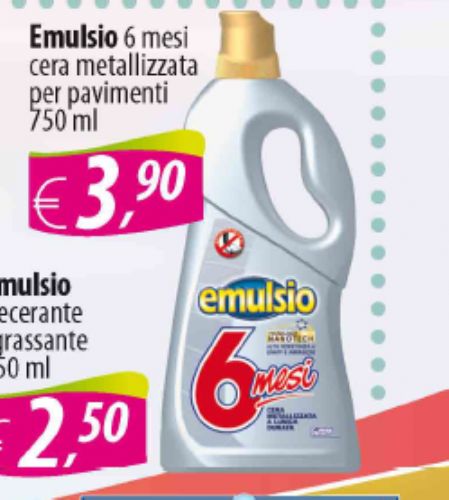 Emulsio 6 mesi
cera metallizzata
per pavimenti
750 ml
€ 3,90
mulsio
ecerante
grassante
50 ml
€ 2,50
emulsio
NANOTECH
6
mesi
CERA
METALLIZZATA
A LUNGA
DURATA